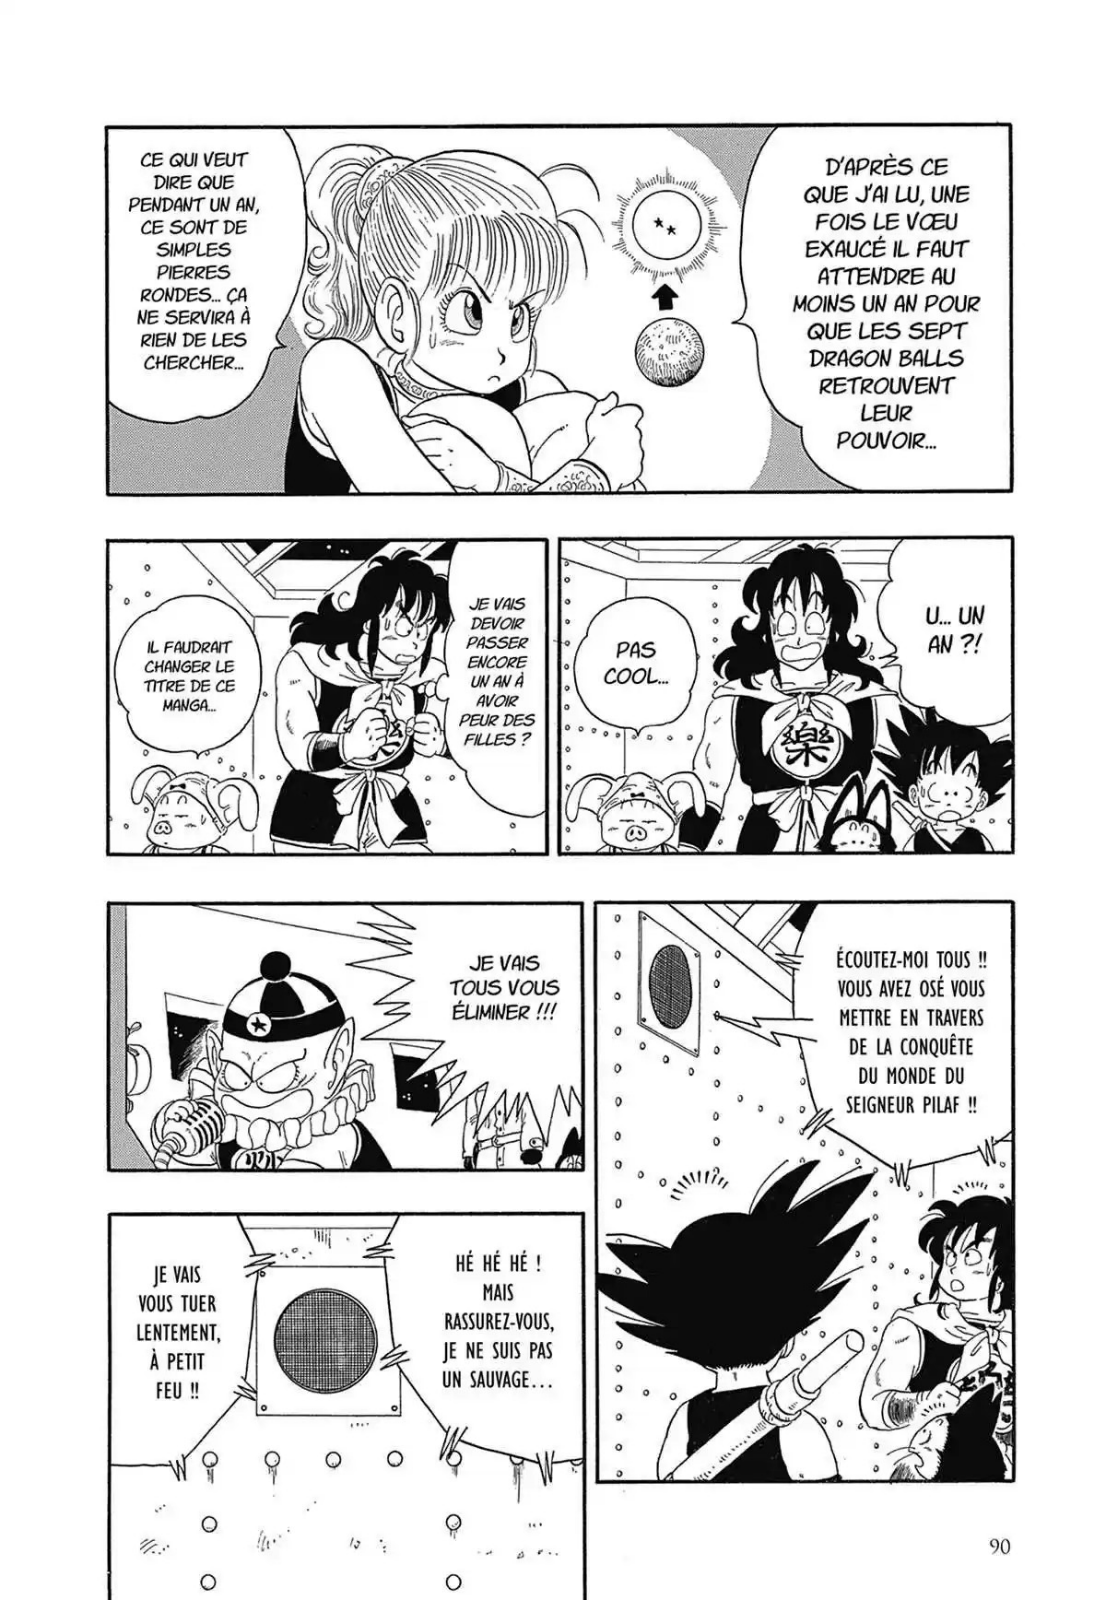 D'APRÈS CE
QUE J'AI LU, UNE
FOIS LE VŒU
EXAUCÉ IL FAUT
ATTENDRE AU
MOINS UN AN POUR
QUE LES SEPT
DRAGON BALLS
RETROUVENT
LEUR
POUVOIR...
CE QUI VEUT
DIRE QUE
PENDANT UN AN,
CE SONT DE
SIMPLES
PIERRES
RONDES... ÇA
NE SERVIRA À
RIEN DE LES
CHERCHER...
U... UN
AN ?!
樂
PAS
COOL...
JE VAIS
DEVOIR
PASSER
ENCORE
UN AN À
AVOIR
PEUR DES
FILLES ?
IL FAUDRAIT
CHANGER LE
TITRE DE CE
MANGA...
ÉCOUTEZ-MOI TOUS !!
VOUS AVEZ OSÉ VOUS
METTRE EN TRAVERS
DE LA CONQUÊTE
DU MONDE DU
SEIGNEUR PILAF !!
JE VAIS
TOUS VOUS
ÉLIMINER !!!
HÉ HÉ HÉ !
MAIS
RASSUREZ-VOUS,
JE NE SUIS PAS
UN SAUVAGE...
JE VAIS
VOUS TUER
LENTEMENT,
À PETIT
FEU !!
90